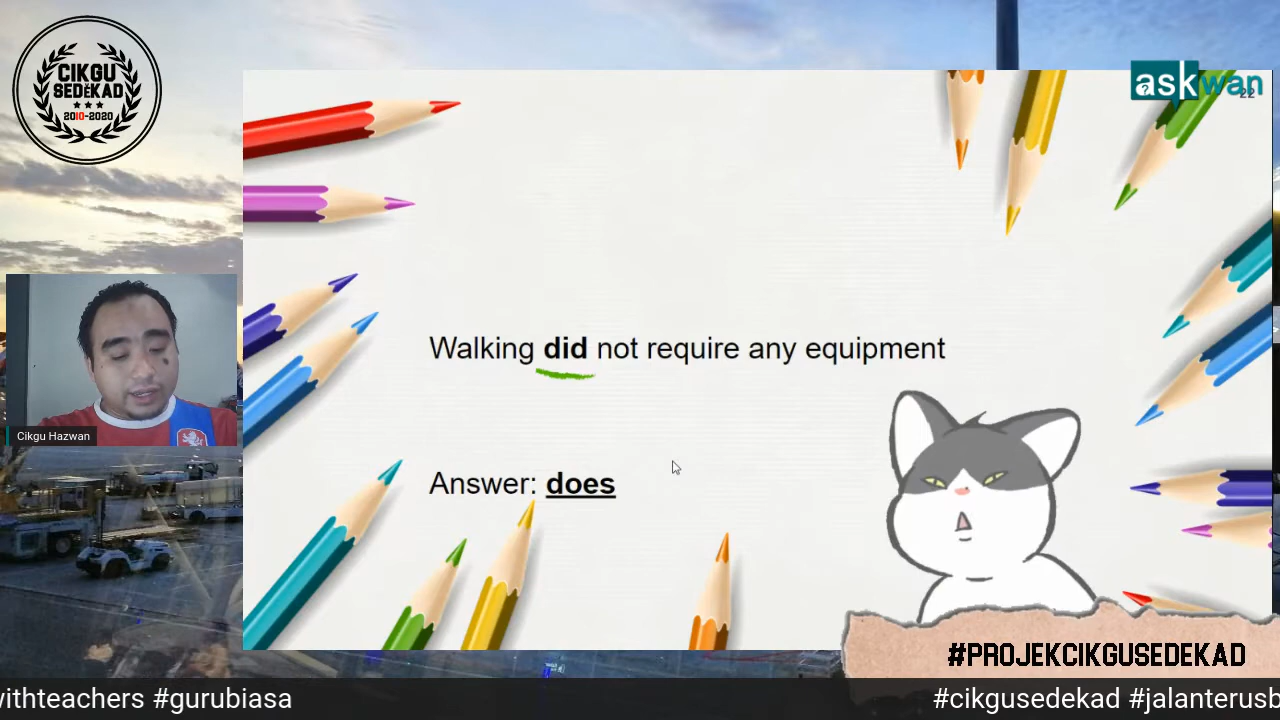 CIKGU
SEDEKAD
2010-2020
askwan
22
Walking did not require any equipment
Answer: does
Cikgu Hazwan
#PROJEKCIKGUSEDEKAD
withteachers #gurubiasa
#cikgusedekad #jalanterusb